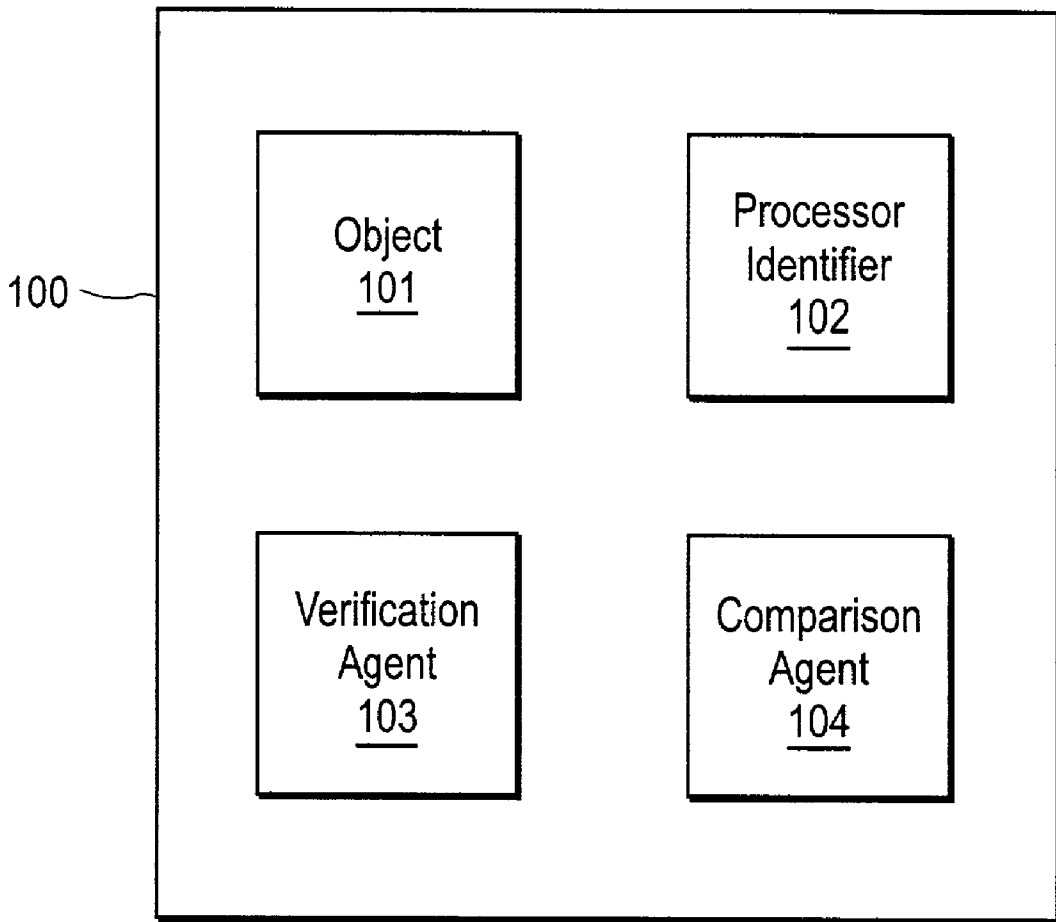 Object
101
Processor
Identifier
102
100
Verification
Agent
103
Comparison
Agent
104